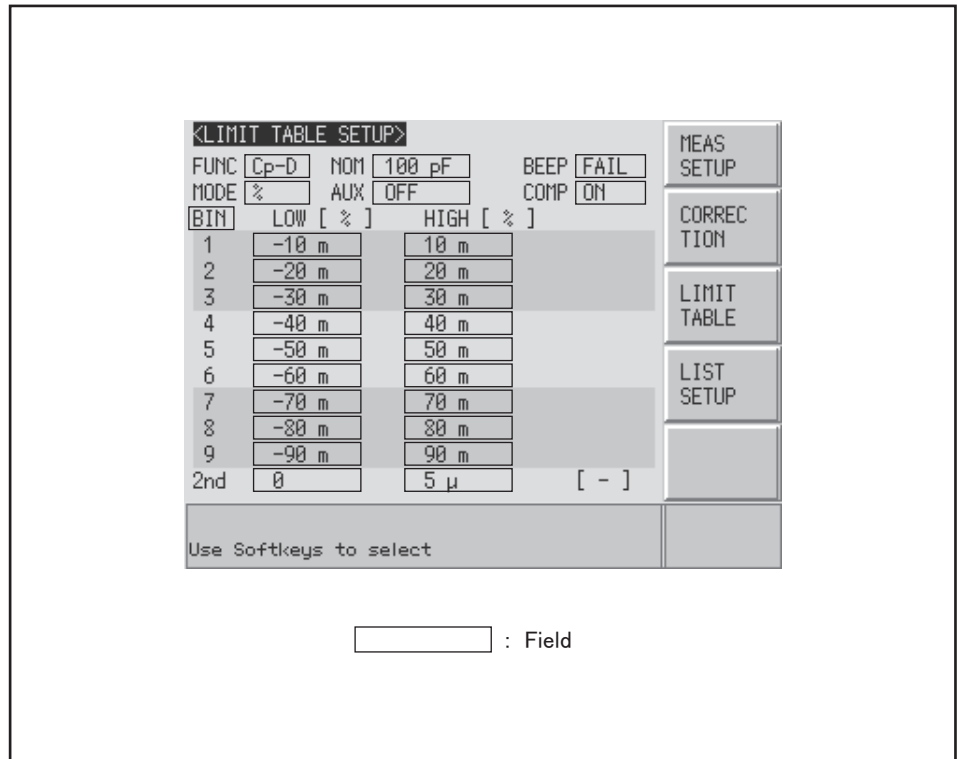 <LIMIT TABLE SETUP>
FUNC Cp-D NOM 100 pF BEEP FAIL
MODE % AUX OFF COMP ON
BIN LOW [ % ] HIGH [ % ]
1 -10 m 10 m
2 -20 m 20 m
3 -30 m 30 m
4 -40 m 40 m
5 -50 m 50 m
6 -60 m 60 m
7 -70 m 70 m
8 -80 m 80 m
9 -90 m 90 m
2nd 0 5 µ [ - ]
Use Softkeys to select
MEAS
SETUP
CORREC
TION
LIMIT
TABLE
LIST
SETUP
: Field